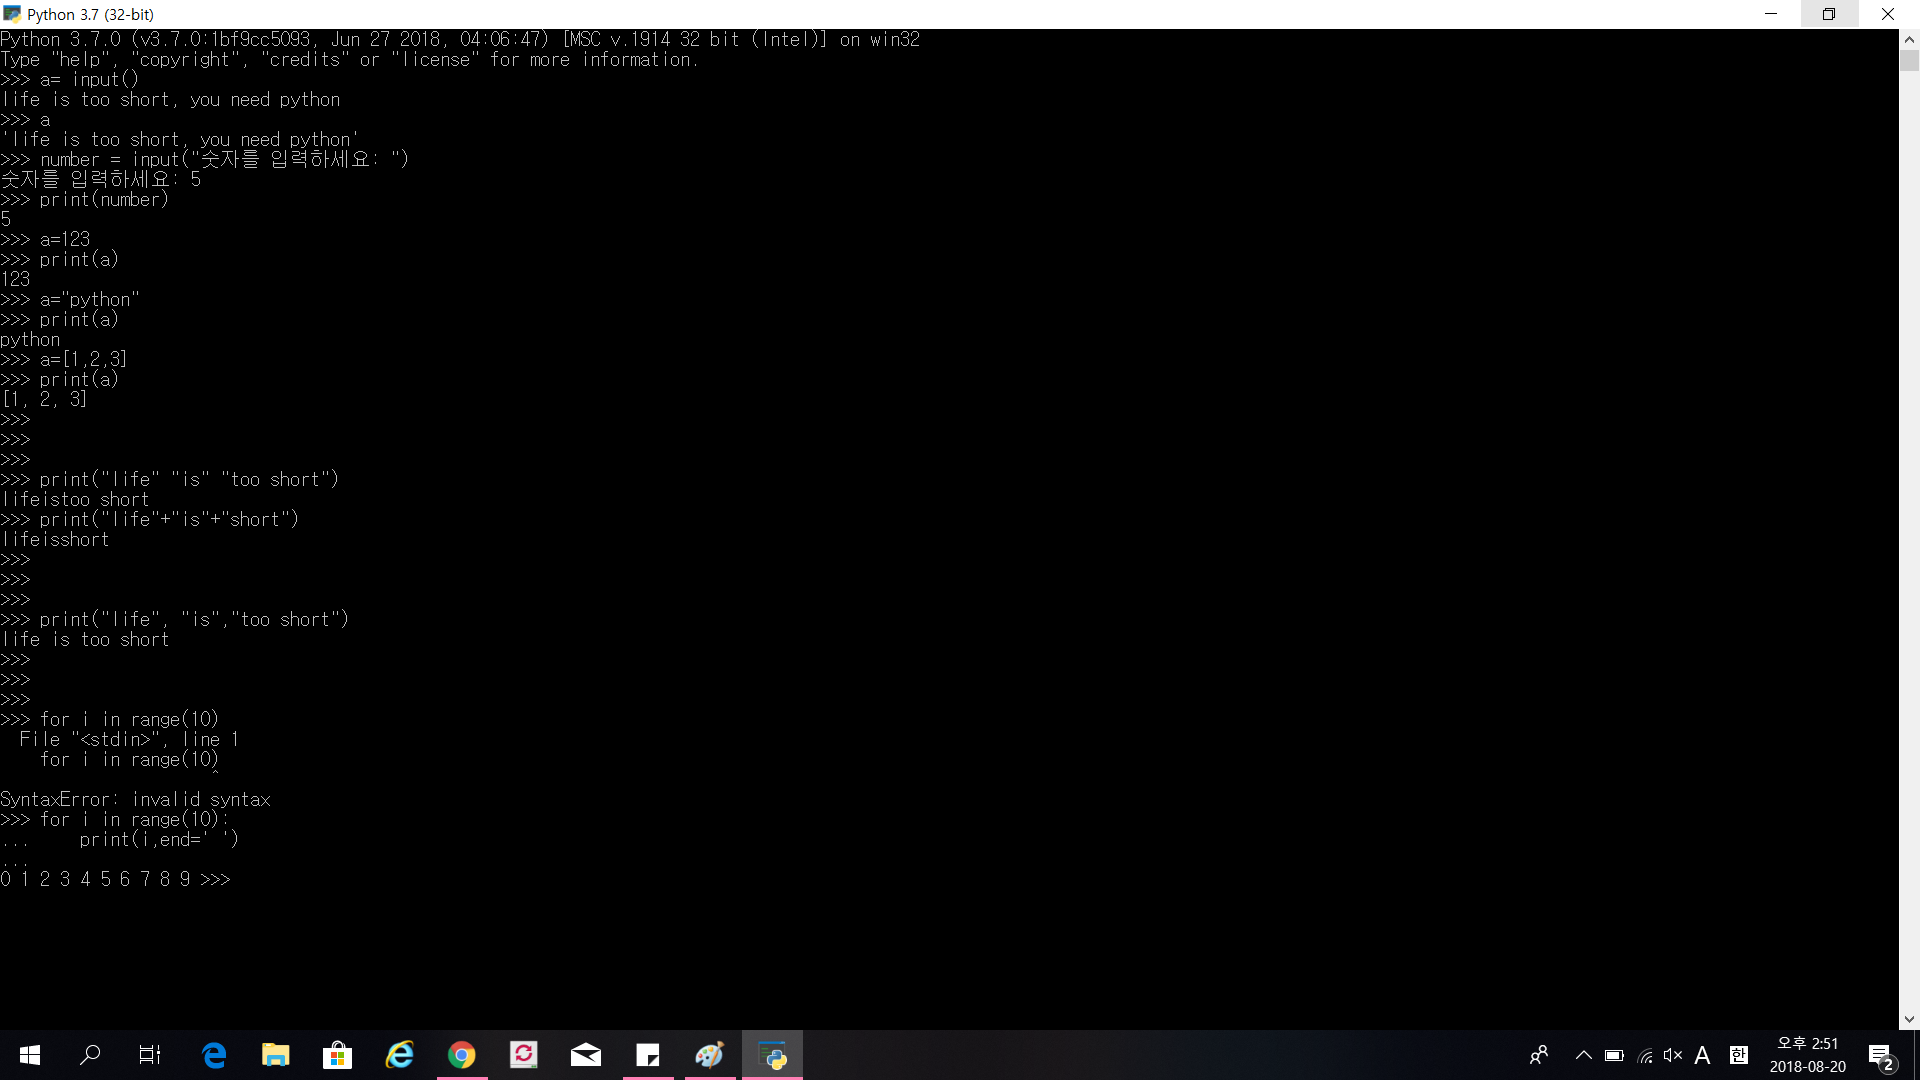 Python 3.7 (32-bit)
Python 3.7.0 (v3.7.0:1bf9cc5093, Jun 27 2018, 04:06:47) [MSC v.1914 32 bit (Intel)] on win32
Type "help", "copyright", "credits" or "license" for more information.
>>> a= input()
life is too short, you need python
>>> a
'life is too short, you need python'
>>> number = input("숫자를 입력하세요: ")
숫자를 입력하세요: 5
>>> print(number)
5
>>> a=123
>>> print(a)
123
>>> a="python"
>>> print(a)
python
>>> a=[1,2,3]
>>> print(a)
[1, 2, 3]
>>>
>>>
>>>
>>> print("life" "is" "too short")
lifeistoo short
>>> print("life"+"is"+"short")
lifeisshort
>>>
>>>
>>>
>>> print("life", "is","too short")
life is too short
>>>
>>>
>>>
>>> for i in range(10)
  File "<stdin>", line 1
    for i in range(10)
                     ^
SyntaxError: invalid syntax
>>> for i in range(10):
...     print(i,end=' ')
...
0 1 2 3 4 5 6 7 8 9 >>>
A 한 오후 2:51
2018-08-20
2